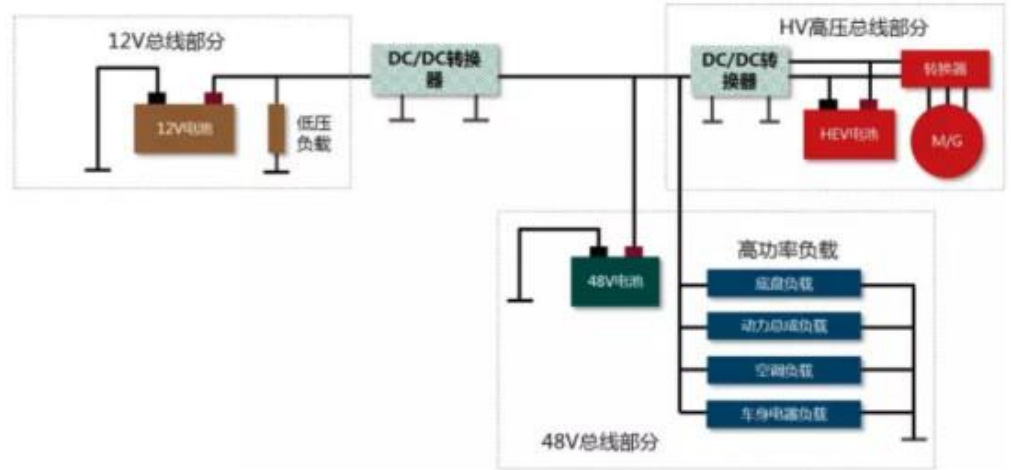 12V总线部分
12V电池
低压
负载
DC/DC转换
器
HV高压总线部分
DC/DC转
换器
转换器
HEV电池
M/G
48V电池
高功率负载
底盘负载
动力总成负载
空调负载
车身电器负载
48V总线部分